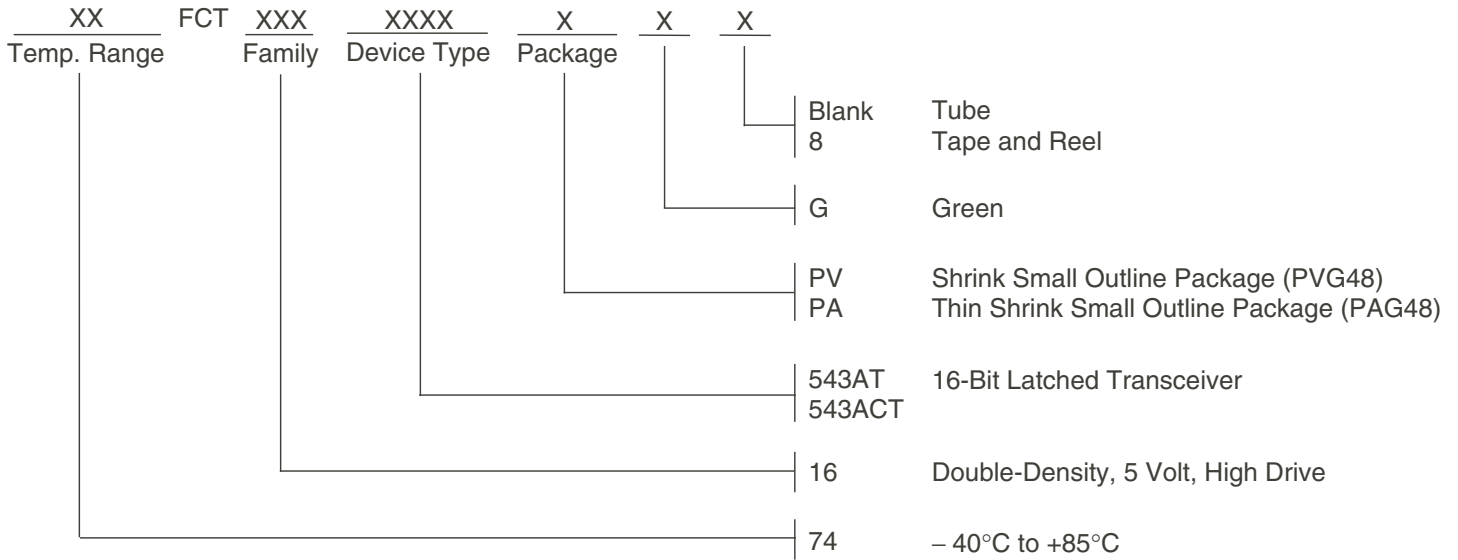 XX FCT XXX XXXX X X X
Temp. Range Family Device Type Package
Blank Tube
8 Tape and Reel
G Green
PV Shrink Small Outline Package (PVG48)
PA Thin Shrink Small Outline Package (PAG48)
543AT 16-Bit Latched Transceiver
543ACT
16 Double-Density, 5 Volt, High Drive
74 – 40°C to +85°C